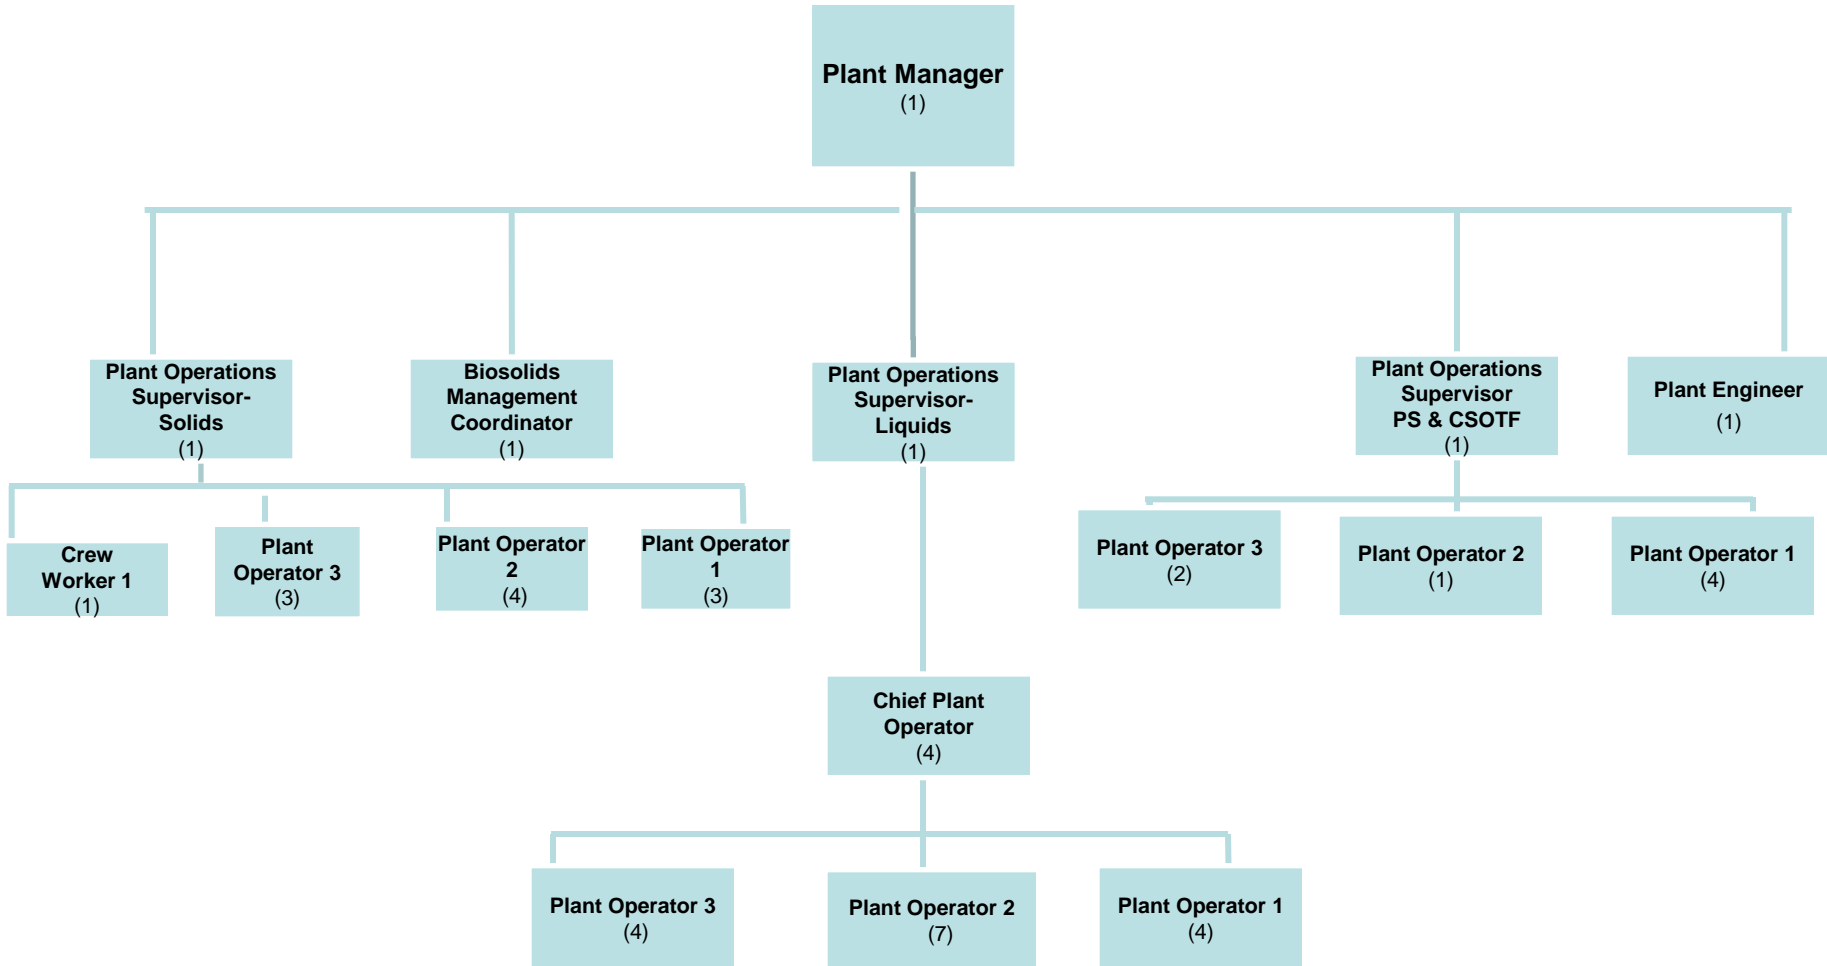 Plant Manager
(1)
Plant Operations
Supervisor-
Solids
(1)
Biosolids
Management
Coordinator
(1)
Plant Operations
Supervisor-
Liquids
(1)
Plant Operations
Supervisor
PS & CSOTF
(1)
Plant Engineer
(1)
Crew
Worker 1
(1)
Plant
Operator 3
(3)
Plant Operator
2
(4)
Plant Operator
1
(3)
Plant Operator 3
(2)
Plant Operator 2
(1)
Plant Operator 1
(4)
Chief Plant
Operator
(4)
Plant Operator 3
(4)
Plant Operator 2
(7)
Plant Operator 1
(4)